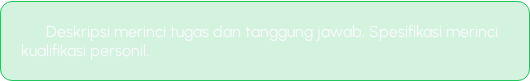 Deskripsi merinci tugas dan tanggung jawab. Spesifikasi merinci
kualifikasi personil.